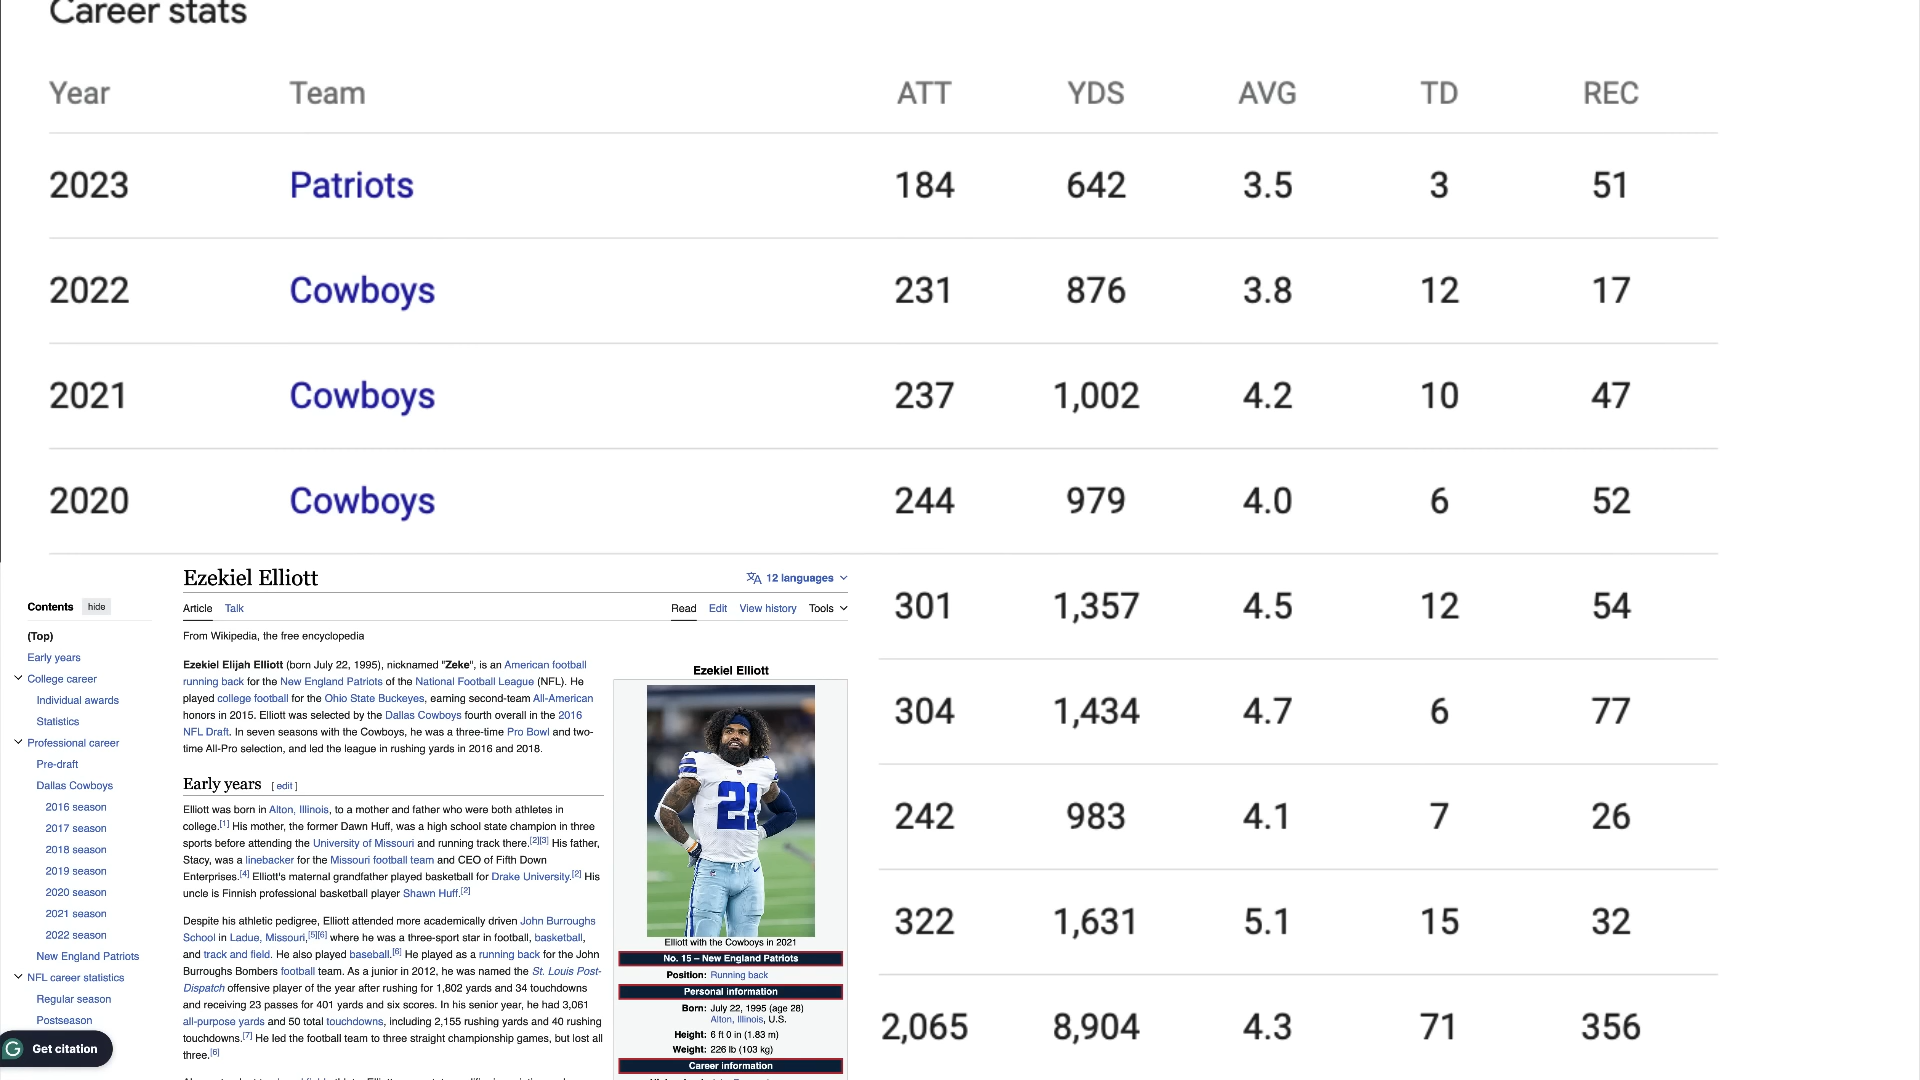 Career stats
Year Team ATT YDS AVG TD REC
2023 Patriots 184 642 3.5 3 51
2022 Cowboys 231 876 3.8 12 17
2021 Cowboys 237 1,002 4.2 10 47
2020 Cowboys 244 979 4.0 6 52
301 1,357 4.5 12 54
304 1,434 4.7 6 77
242 983 4.1 7 26
322 1,631 5.1 15 32
2,065 8,904 4.3 71 356
Contents hide
(Top)
Early years
College career
Individual awards
Statistics
Professional career
Pre-draft
Dallas Cowboys
2016 season
2017 season
2018 season
2019 season
2020 season
2021 season
2022 season
New England Patriots
NFL career statistics
Regular season
Postseason
Get citation
Ezekiel Elliott
12 languages
Article Talk Read Edit View history Tools
From Wikipedia, the free encyclopedia
Ezekiel Elijah Elliott (born July 22, 1995), nicknamed "Zeke", is an American football
running back for the New England Patriots of the National Football League (NFL). He
played college football for the Ohio State Buckeyes, earning second-team All-American
honors in 2015. Elliott was selected by the Dallas Cowboys fourth overall in the 2016
NFL Draft. In seven seasons with the Cowboys, he was a three-time Pro Bowl and two-
time All-Pro selection, and led the league in rushing yards in 2016 and 2018.
Early years [ edit ]
Elliott was born in Alton, Illinois, to a mother and father who were both athletes in
college.[1] His mother, the former Dawn Huff, was a high school state champion in three
sports before attending the University of Missouri and running track there.[2][3] His father,
Stacy, was a linebacker for the Missouri football team and CEO of Fifth Down
Enterprises.[4] Elliott's maternal grandfather played basketball for Drake University.[2] His
uncle is Finnish professional basketball player Shawn Huff.[2]
Despite his athletic pedigree, Elliott attended more academically driven John Burroughs
School in Ladue, Missouri,[5][6] where he was a three-sport star in football, basketball,
and track and field. He also played baseball.[6] He played as a running back for the John
Burroughs Bombers football team. As a junior in 2012, he was named the St. Louis Post-
Dispatch offensive player of the year after rushing for 1,802 yards and 34 touchdowns
and receiving 23 passes for 401 yards and six scores. In his senior year, he had 3,061
all-purpose yards and 50 total touchdowns, including 2,155 rushing yards and 40 rushing
touchdowns.[7] He led the football team to three straight championship games, but lost all
three.[6]
Ezekiel Elliott
21
Elliott with the Cowboys in 2021
No. 15 – New England Patriots
Position: Running back
Personal information
Born: July 22, 1995 (age 28)
Alton, Illinois, U.S.
Height: 6 ft 0 in (1.83 m)
Weight: 226 lb (103 kg)
Career information